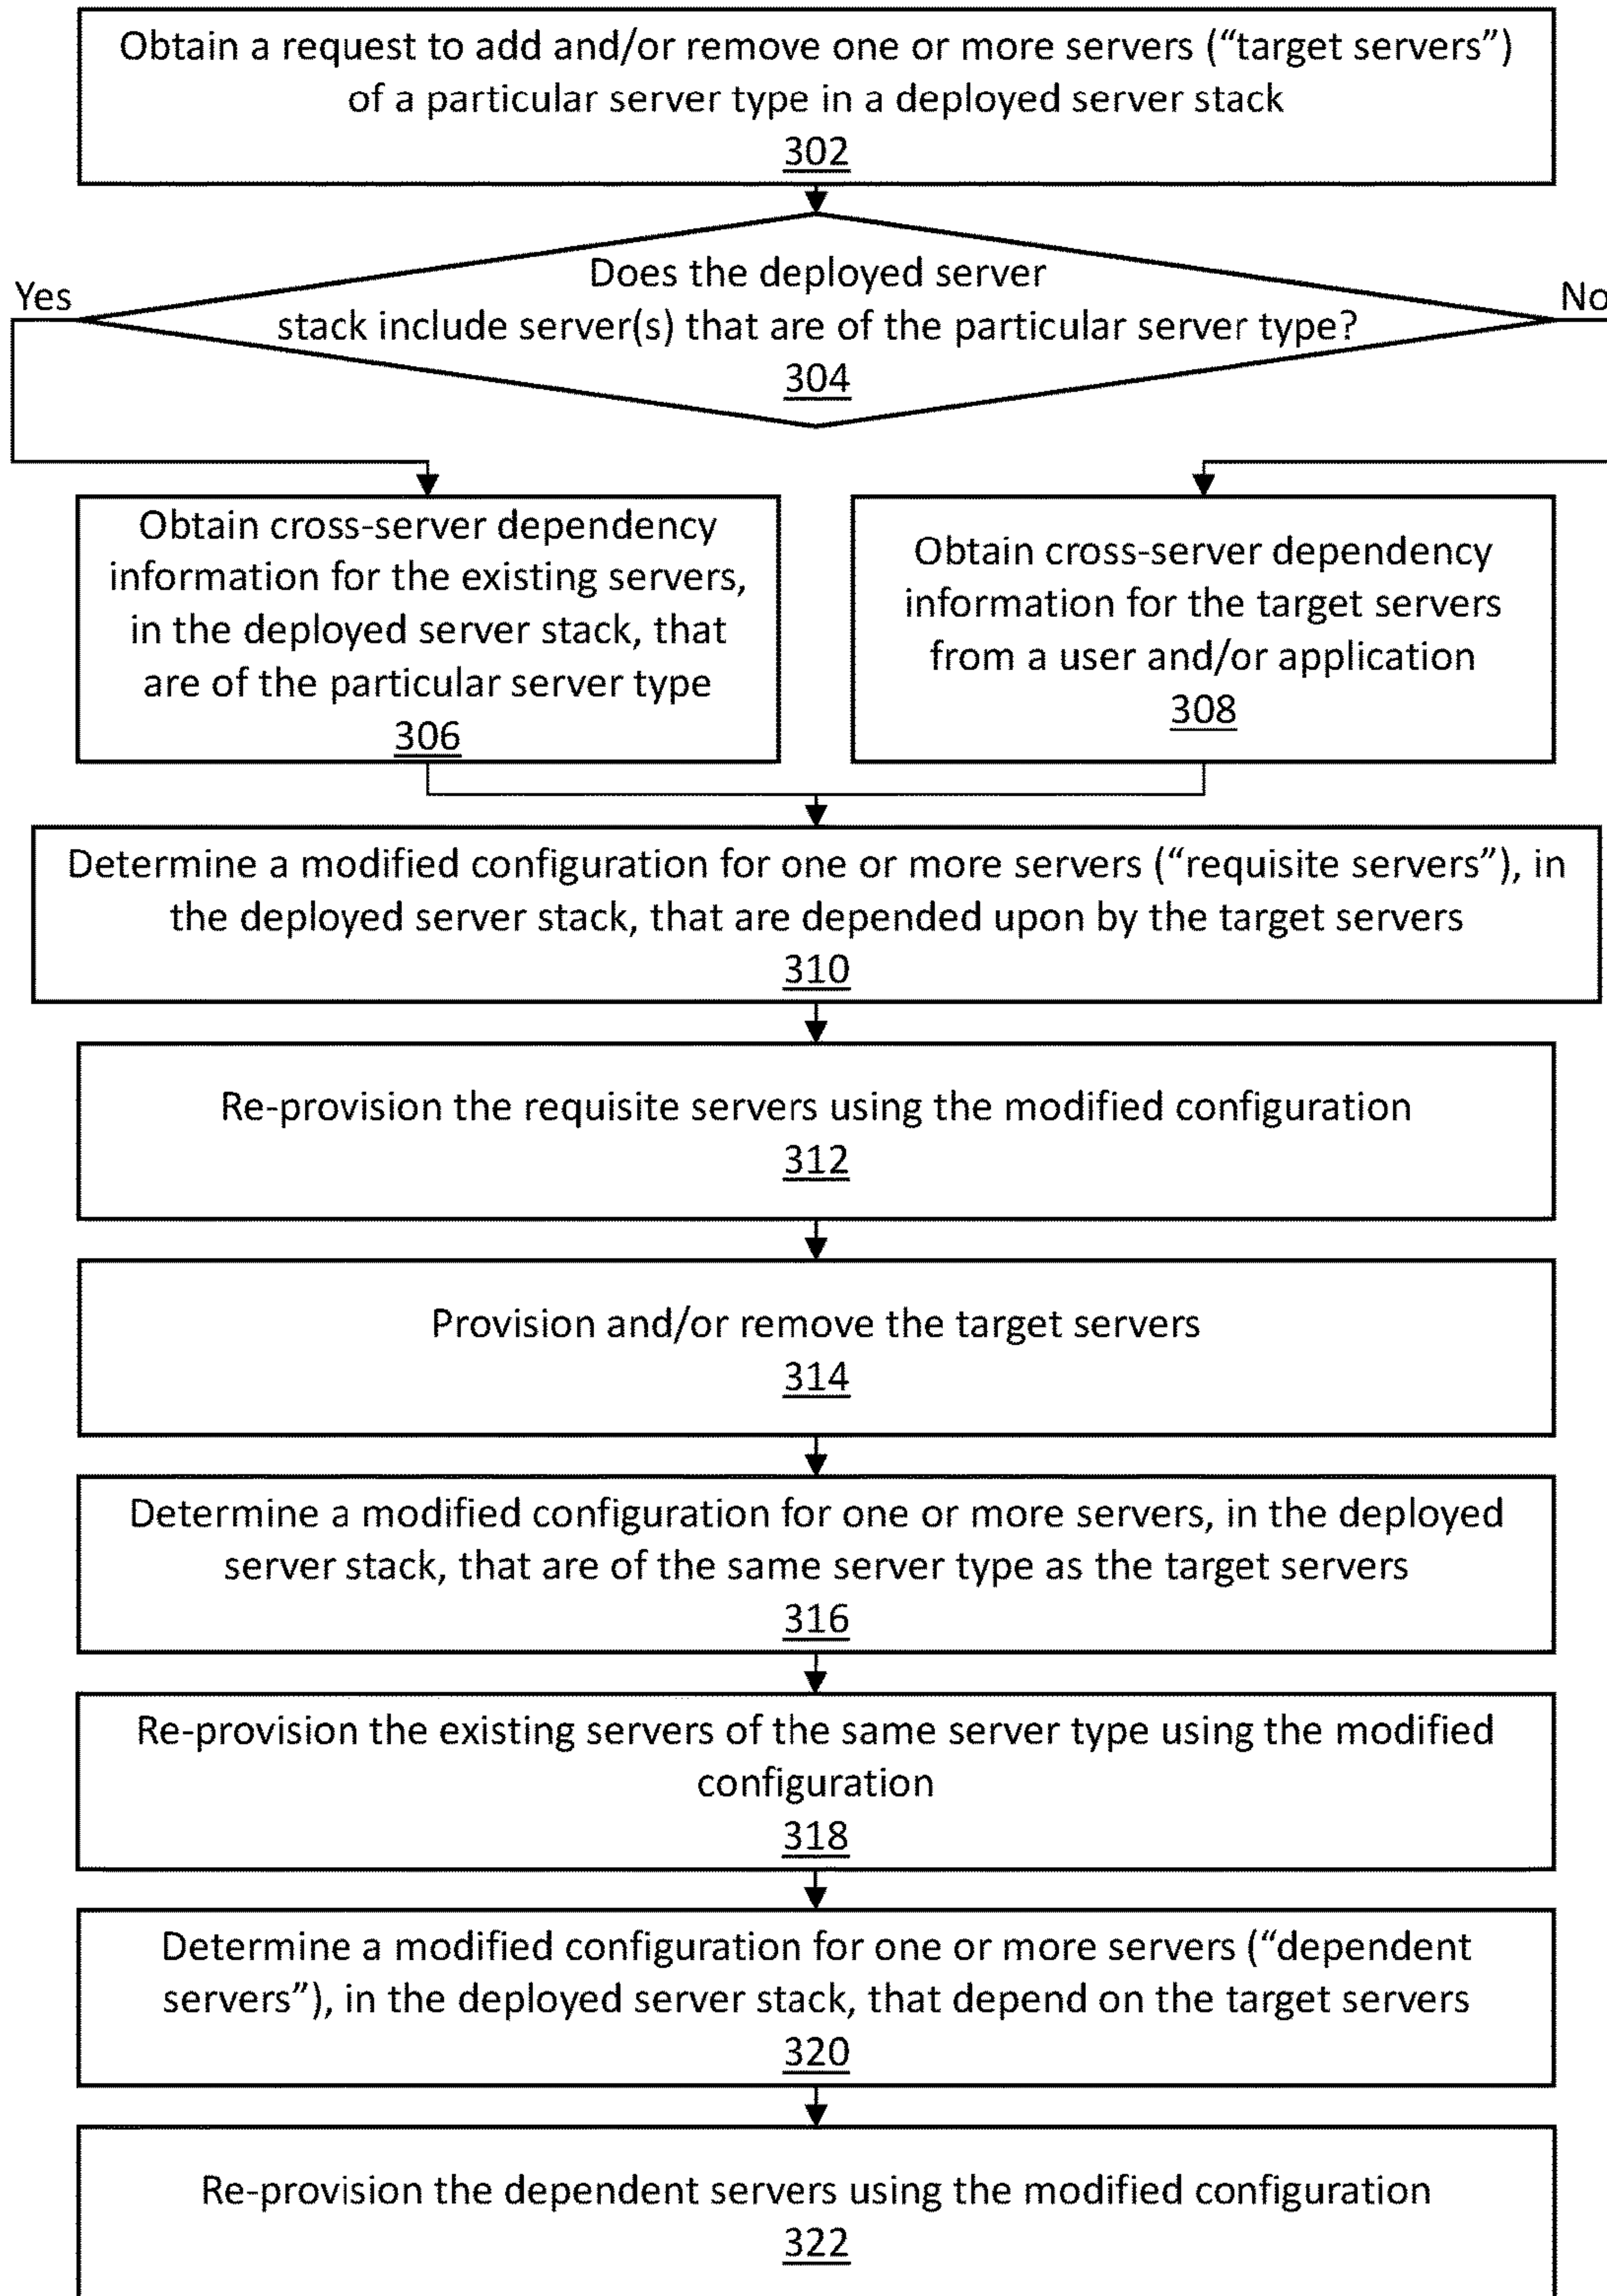 Obtain a request to add and/or remove one or more servers (“target servers”)
of a particular server type in a deployed server stack
302
Does the deployed server
Yes
No
stack include server(s) that are of the particular server type?
304
Obtain cross-server dependency
information for the existing servers,
in the deployed server stack, that
are of the particular server type
306
Obtain cross-server dependency
information for the target servers
from a user and/or application
308
Determine a modified configuration for one or more servers (“requisite servers”), in
the deployed server stack, that are depended upon by the target servers
310
Re-provision the requisite servers using the modified configuration
312
Provision and/or remove the target servers
314
Determine a modified configuration for one or more servers, in the deployed
server stack, that are of the same server type as the target servers
316
Re-provision the existing servers of the same server type using the modified
configuration
318
Determine a modified configuration for one or more servers (“dependent
servers”), in the deployed server stack, that depend on the target servers
320
Re-provision the dependent servers using the modified configuration
322